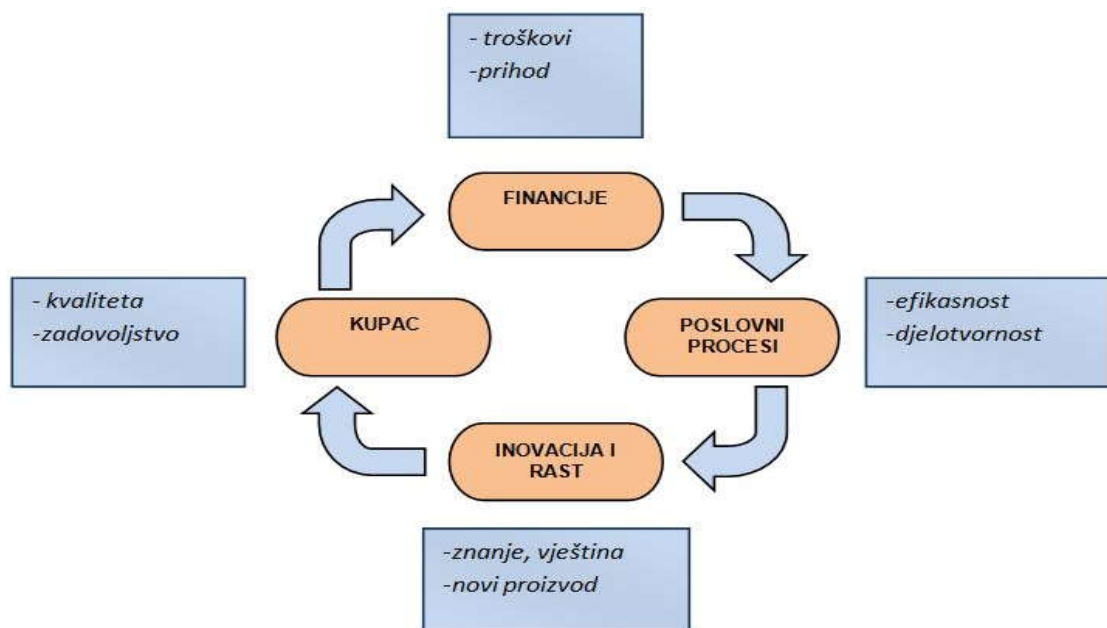 - troškovi
-prihod
FINANCIJE
- kvaliteta
-zadovoljstvo
KUPAC
POSLOVNI
PROCESI
-efikasnost
-djelotvornost
INOVACIJA I
RAST
-znanje, vještina
-novi proizvod